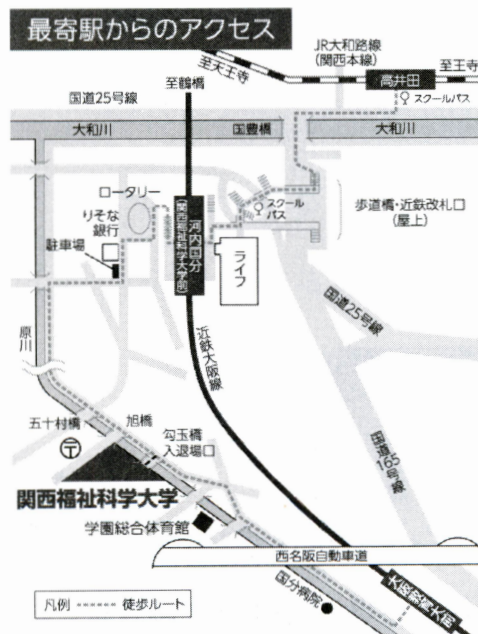 最寄駅からのアクセス
JR大和路線
(関西本線)
至天王寺
至王寺
高井田
スクールバス
至鶴橋
国道25号線
大和川
国豊橋
大和川
ロータリー
りそな
銀行
駐車場
河内国分
(関西福祉科大学前)
スクール
バス
歩道橋・近鉄改札口
(屋上)
ライフ
国道25号線
原川
近鉄大阪線
国道
165号線
五十村橋
旭橋
勾玉橋
入退場口
〒
関西福祉科学大学
学園総合体育館
西名阪自動車道
国分病院
大阪教育大前
凡例
徒歩ルート